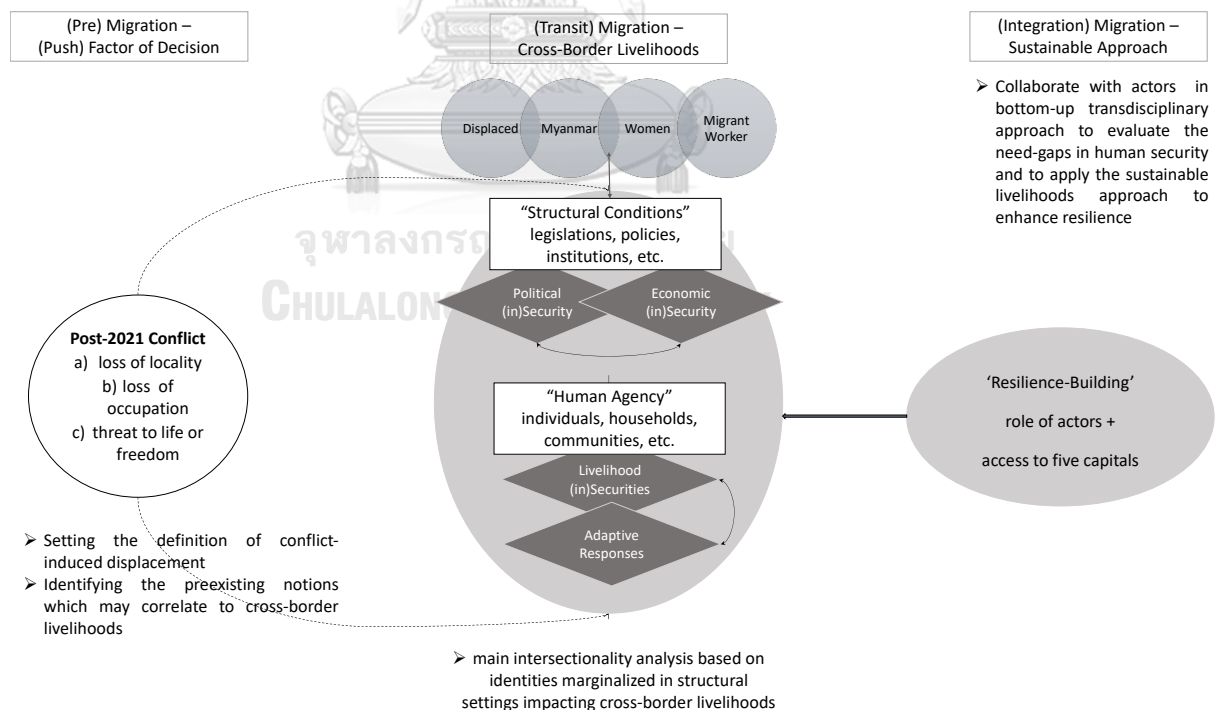 (Pre) Migration –
(Push) Factor of Decision
(Transit) Migration –
Cross-Border Livelihoods
(Integration) Migration –
Sustainable Approach
Displaced
Myanmar
Women
Migrant
Worker
➢ Collaborate with actors in
bottom-up transdisciplinary
approach to evaluate the
need-gaps in human security
and to apply the sustainable
livelihoods approach to
enhance resilience
“Structural Conditions”
legislations, policies,
institutions, etc.
Political
(in)Security
Economic
(in)Security
Post-2021 Conflict
a) loss of locality
b) loss of
occupation
c) threat to life or
freedom
“Human Agency”
individuals, households,
communities, etc.
Livelihood
(in)Securities
Adaptive
Responses
‘Resilience-Building’
role of actors +
access to five capitals
➢ Setting the definition of conflict-
induced displacement
➢ Identifying the preexisting notions
which may correlate to cross-border
livelihoods
➢ main intersectionality analysis based on
identities marginalized in structural
settings impacting cross-border livelihoods